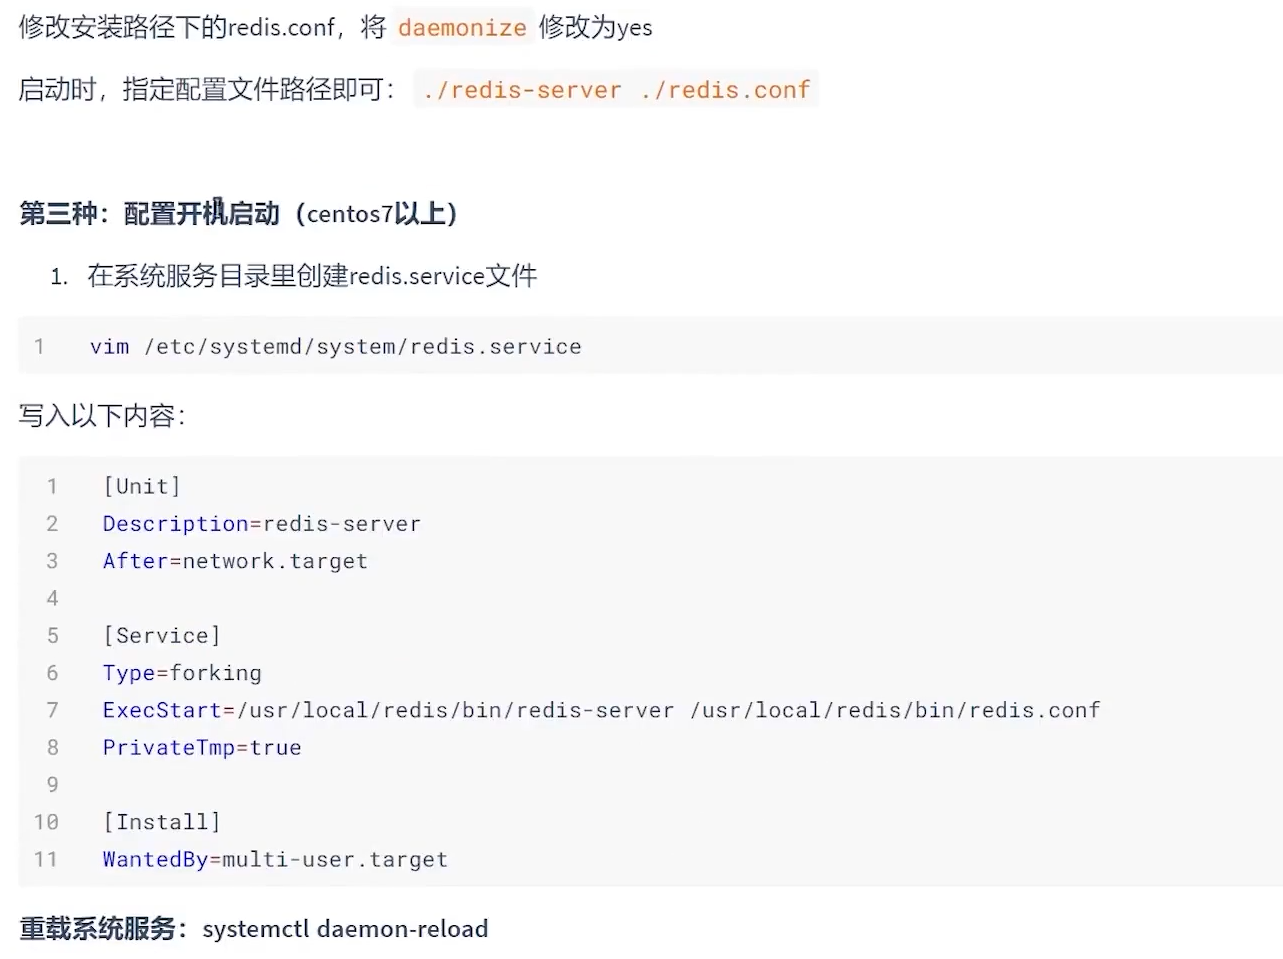 修改安装路径下的redis.conf，将 daemonize 修改为yes
启动时，指定配置文件路径即可： ./redis-server ./redis.conf
第三种：配置开机启动（centos7以上）
1. 在系统服务目录里创建redis.service文件
1 vim /etc/systemd/system/redis.service
写入以下内容：
1 [Unit]
2 Description=redis-server
3 After=network.target
4
5 [Service]
6 Type=forking
7 ExecStart=/usr/local/redis/bin/redis-server /usr/local/redis/bin/redis.conf
8 PrivateTmp=true
9
10 [Install]
11 WantedBy=multi-user.target
重载系统服务：systemctl daemon-reload